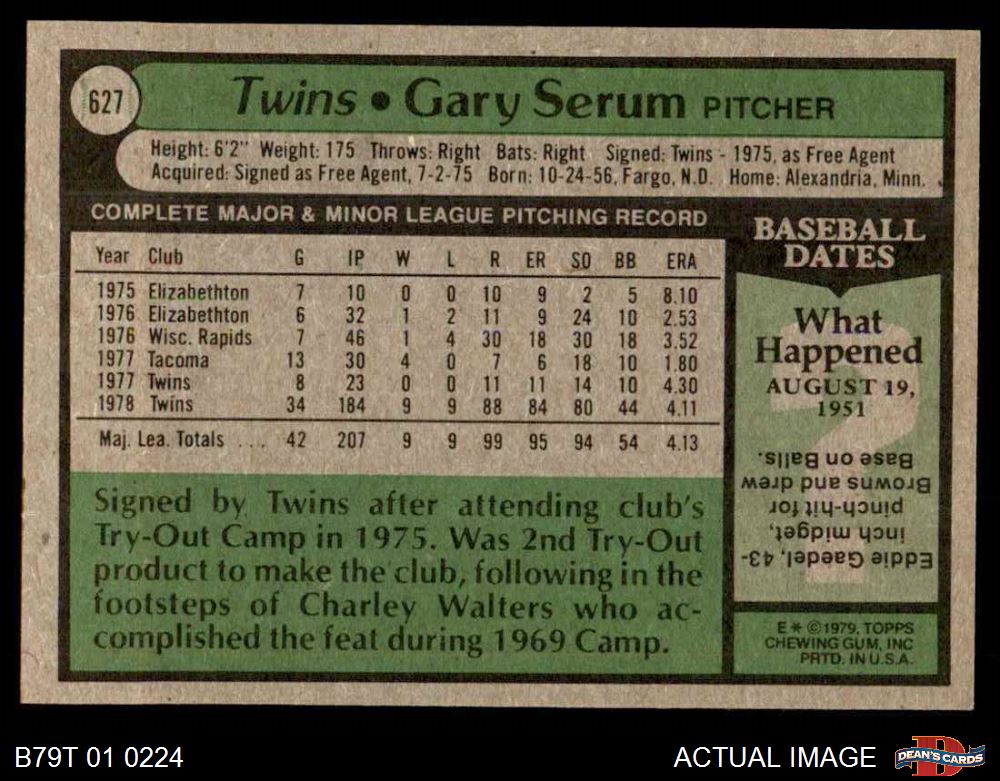 627
Twins • Gary Serum PITCHER
Height: 6'2" Weight: 175 Throws: Right Bats: Right Signed: Twins - 1975, as Free Agent
Acquired: Signed as Free Agent, 7-2-75 Born: 10-24-56, Fargo, N.D. Home: Alexandria, Minn.
COMPLETE MAJOR & MINOR LEAGUE PITCHING RECORD
Year Club G IP W L R ER SO BB ERA
1975 Elizabethton 7 10 0 0 10 9 2 5 8.10
1976 Elizabethton 6 32 1 2 11 9 24 10 2.53
1976 Wisc. Rapids 7 46 1 4 30 18 30 18 3.52
1977 Tacoma 13 30 4 0 7 6 18 10 1.80
1977 Twins 8 23 0 0 11 11 14 10 4.30
1978 Twins 34 184 9 9 88 84 80 44 4.11
Maj. Lea. Totals ... 42 207 9 9 99 95 94 54 4.13
Signed by Twins after attending club's
Try-Out Camp in 1975. Was 2nd Try-Out
product to make the club, following in the
footsteps of Charley Walters who ac-
complished the feat during 1969 Camp.
BASEBALL
DATES
What
Happened
AUGUST 19,
1951
Eddie Gaedel, 43-
inch midget,
pinch-hit for
Browns and drew
Base on Balls.
E * © 1979, TOPPS
CHEWING GUM, INC
PRTD. IN U.S.A.
B79T 01 0224
ACTUAL IMAGE
D
DEAN'S CARDS